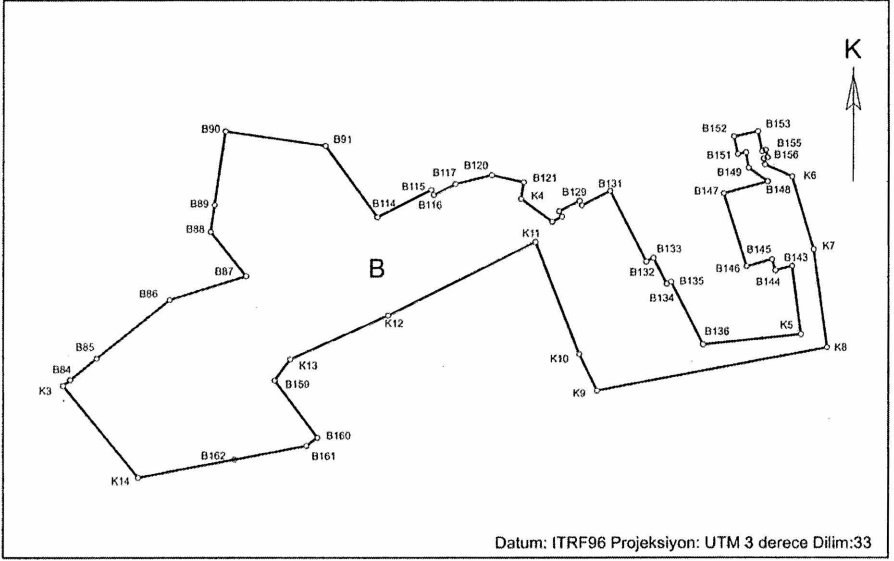 K
B90
B91
B152
B153
B155
B156
B151
B149
B148
K6
B147
B120
B121
B117
B115
B116
K4
B129
B131
B114
B89
B88
B87
B86
B
K11
B133
B132
B135
B134
B136
B145
B143
B146
B144
K7
K5
K8
K12
K13
K10
K9
B85
B84
K3
B159
B160
B161
B162
K14
Datum: ITRF96 Projeksiyon: UTM 3 derece Dilim:33